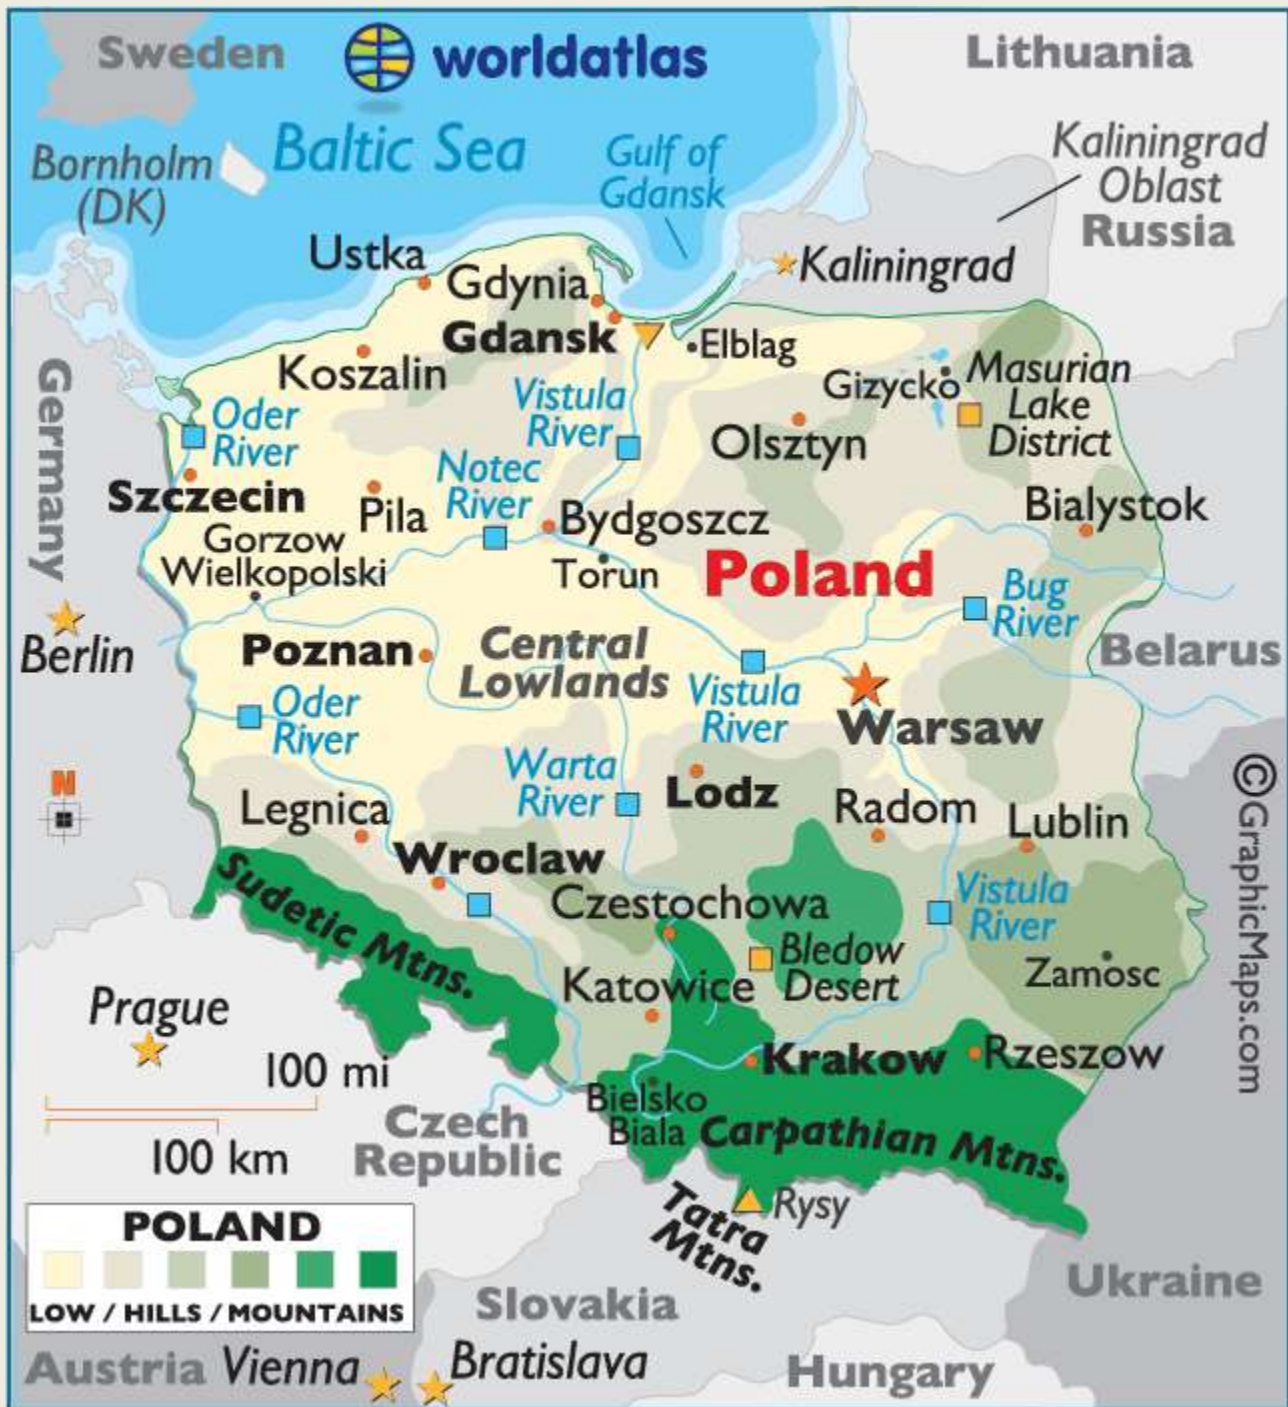 Sweden
worldatlas
Lithuania
Baltic Sea
Bornholm
(DK)
Gulf of
Gdansk
Kaliningrad
Oblast
Russia
Ustka
Gdynia
Kaliningrad
Gdansk
Elblag
Koszalin
Gizycko
Masurian
Lake
District
Germany
Oder
River
Vistula
River
Olsztyn
Notec
River
Szczecin
Pila
Bydgoszcz
Bialystok
Gorzow
Wielkopolski
Torun
Poland
Bug
River
Berlin
Poznan
Central
Lowlands
Belarus
Oder
River
Vistula
River
Warsaw
N
Warta
River
Lodz
Legnica
Radom
Lublin
©GraphicMaps.com
Wroclaw
Sudetic Mtns.
Czestochowa
Vistula
River
Bledow
Desert
Zamosc
Katowice
Prague
Krakow
Rzeszow
100 mi
100 km
Bielsko
Biala
Carpathian Mtns.
Czech
Republic
Tatra
Mtns.
Rysy
POLAND
LOW / HILLS / MOUNTAINS
Slovakia
Ukraine
Austria
Vienna
Bratislava
Hungary